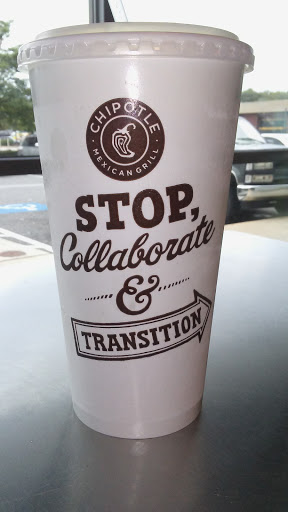 CHIPOTLE
MEXICAN GRILL
STOP,
Collaborate
&
TRANSITION